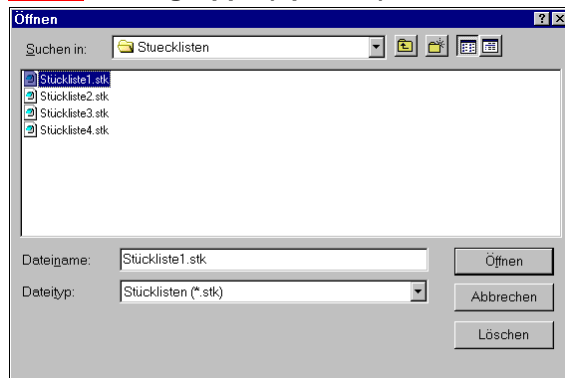 Öffnen
Suchen in: Stuecklisten
Stückliste1.stk
Stückliste2.stk
Stückliste3.stk
Stückliste4.stk
Dateiname: Stückliste1.stk Öffnen
Dateityp: Stücklisten (*.stk) Abbrechen
Löschen